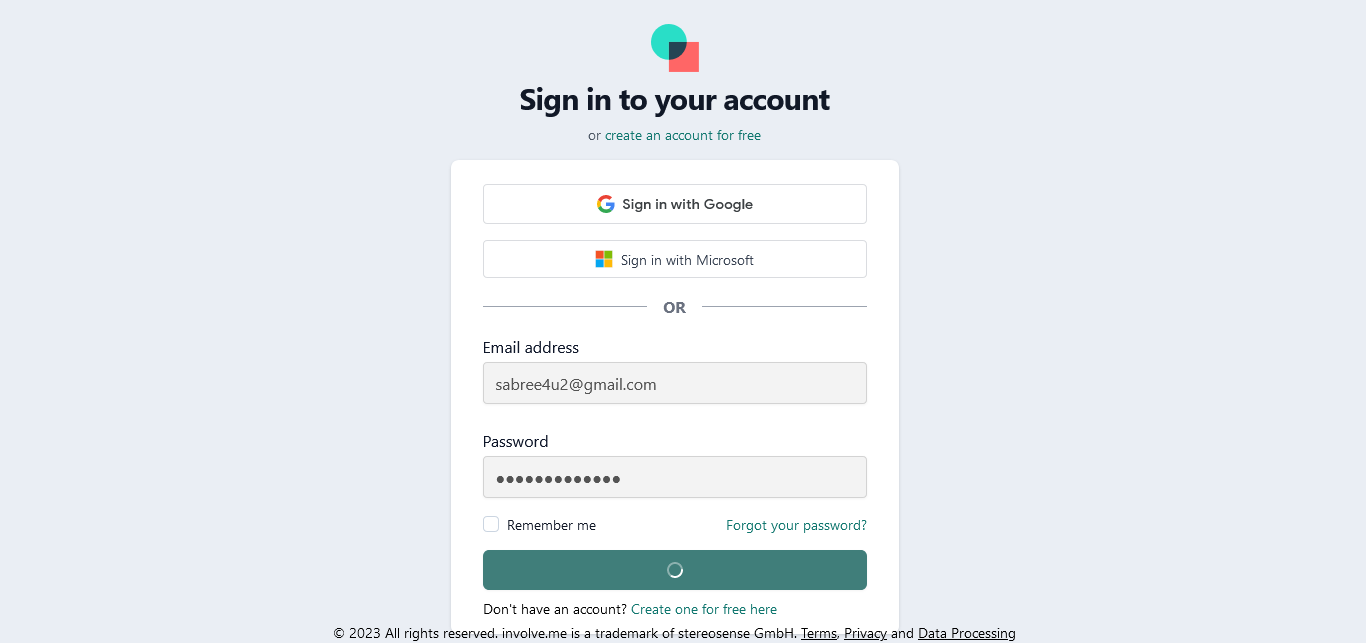 Sign in to your account
or create an account for free
Sign in with Google
Sign in with Microsoft
OR
Email address
sabree4u2@gmail.com
Password
●●●●●●●●●●●●●
Remember me
Forgot your password?
Don't have an account? Create one for free here
© 2023 All rights reserved. involve.me is a trademark of stereosense GmbH. Terms, Privacy and Data Processing